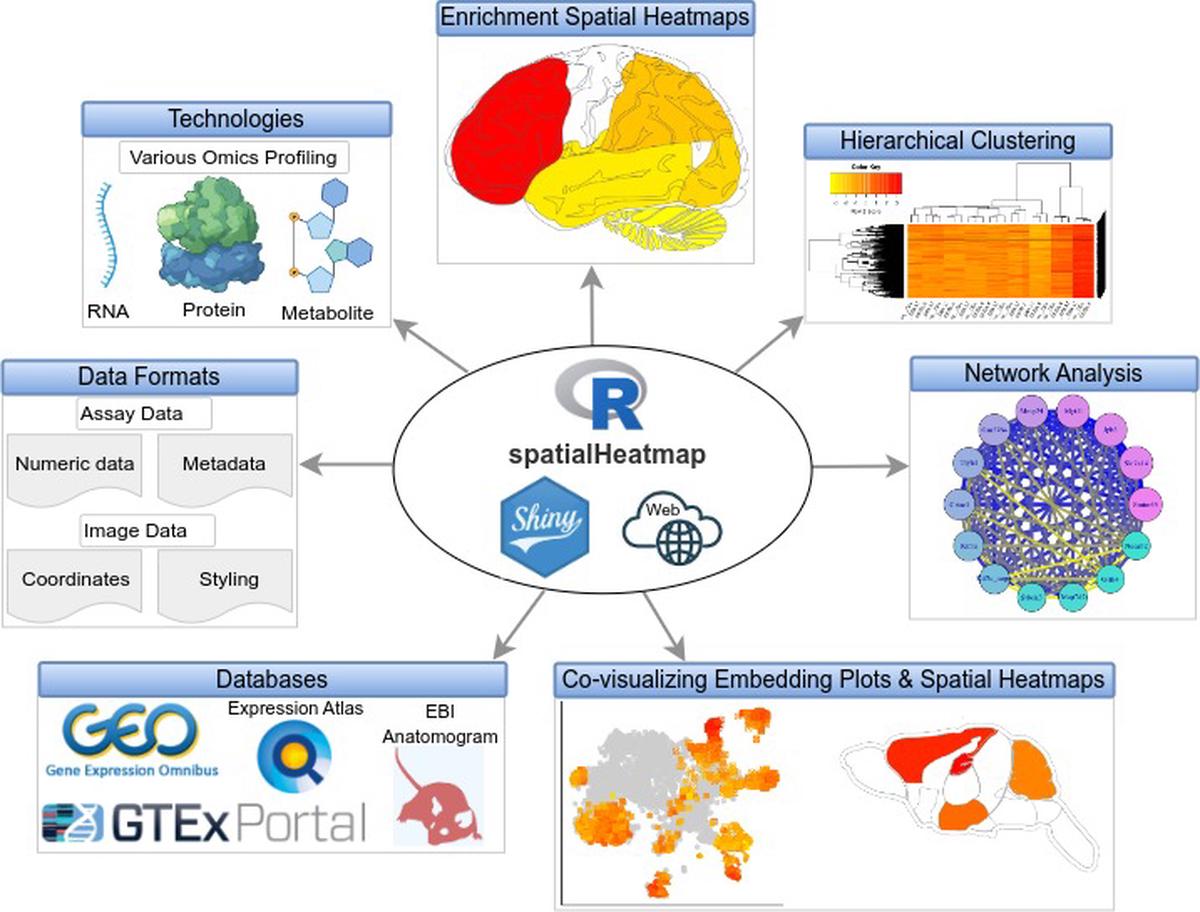 Enrichment Spatial Heatmaps
Technologies
Various Omics Profiling
RNA
Protein
Metabolite
Hierarchical Clustering
Color Key
Data Formats
Assay Data
Numeric data
Metadata
Image Data
Coordinates
Styling
R
spatialHeatmap
Shiny
Web
Network Analysis
Databases
GEO
Gene Expression Omnibus
Expression Atlas
EBI
Anatomogram
GTEx Portal
Co-visualizing Embedding Plots & Spatial Heatmaps